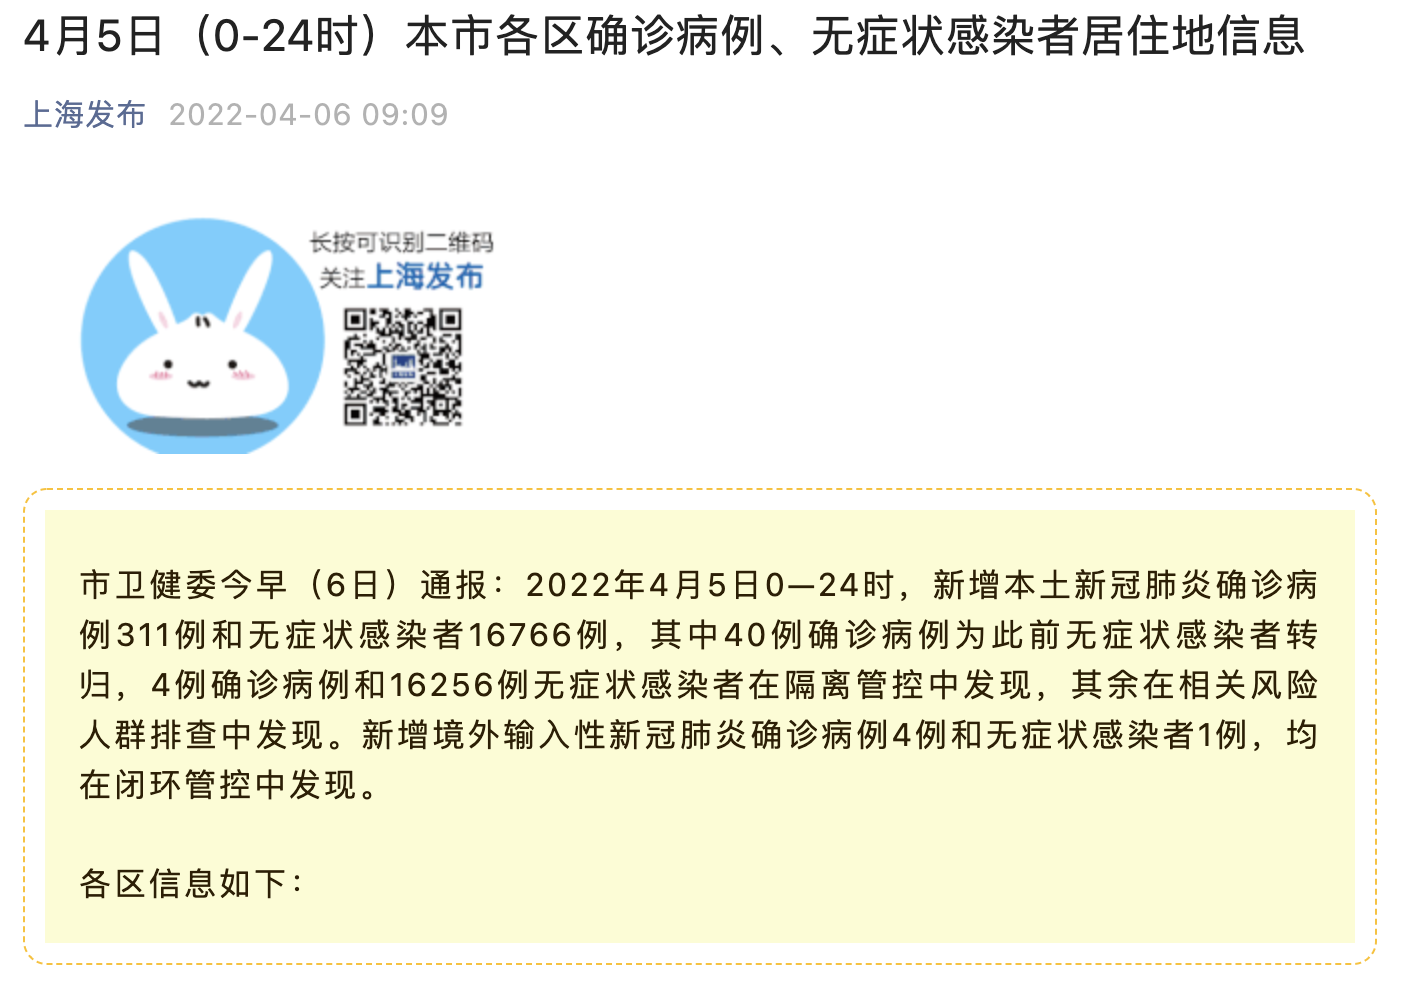 4月5日（0-24时）本市各区确诊病例、无症状感染者居住地信息
上海发布 2022-04-06 09:09
长按可识别二维码
关注上海发布
市卫健委今早（6日）通报：2022年4月5日0—24时，新增本土新冠肺炎确诊病
例311例和无症状感染者16766例，其中40例确诊病例为此前无症状感染者转
归，4例确诊病例和16256例无症状感染者在隔离管控中发现，其余在相关风险
人群排查中发现。新增境外输入性新冠肺炎确诊病例4例和无症状感染者1例，均
在闭环管控中发现。
各区信息如下：